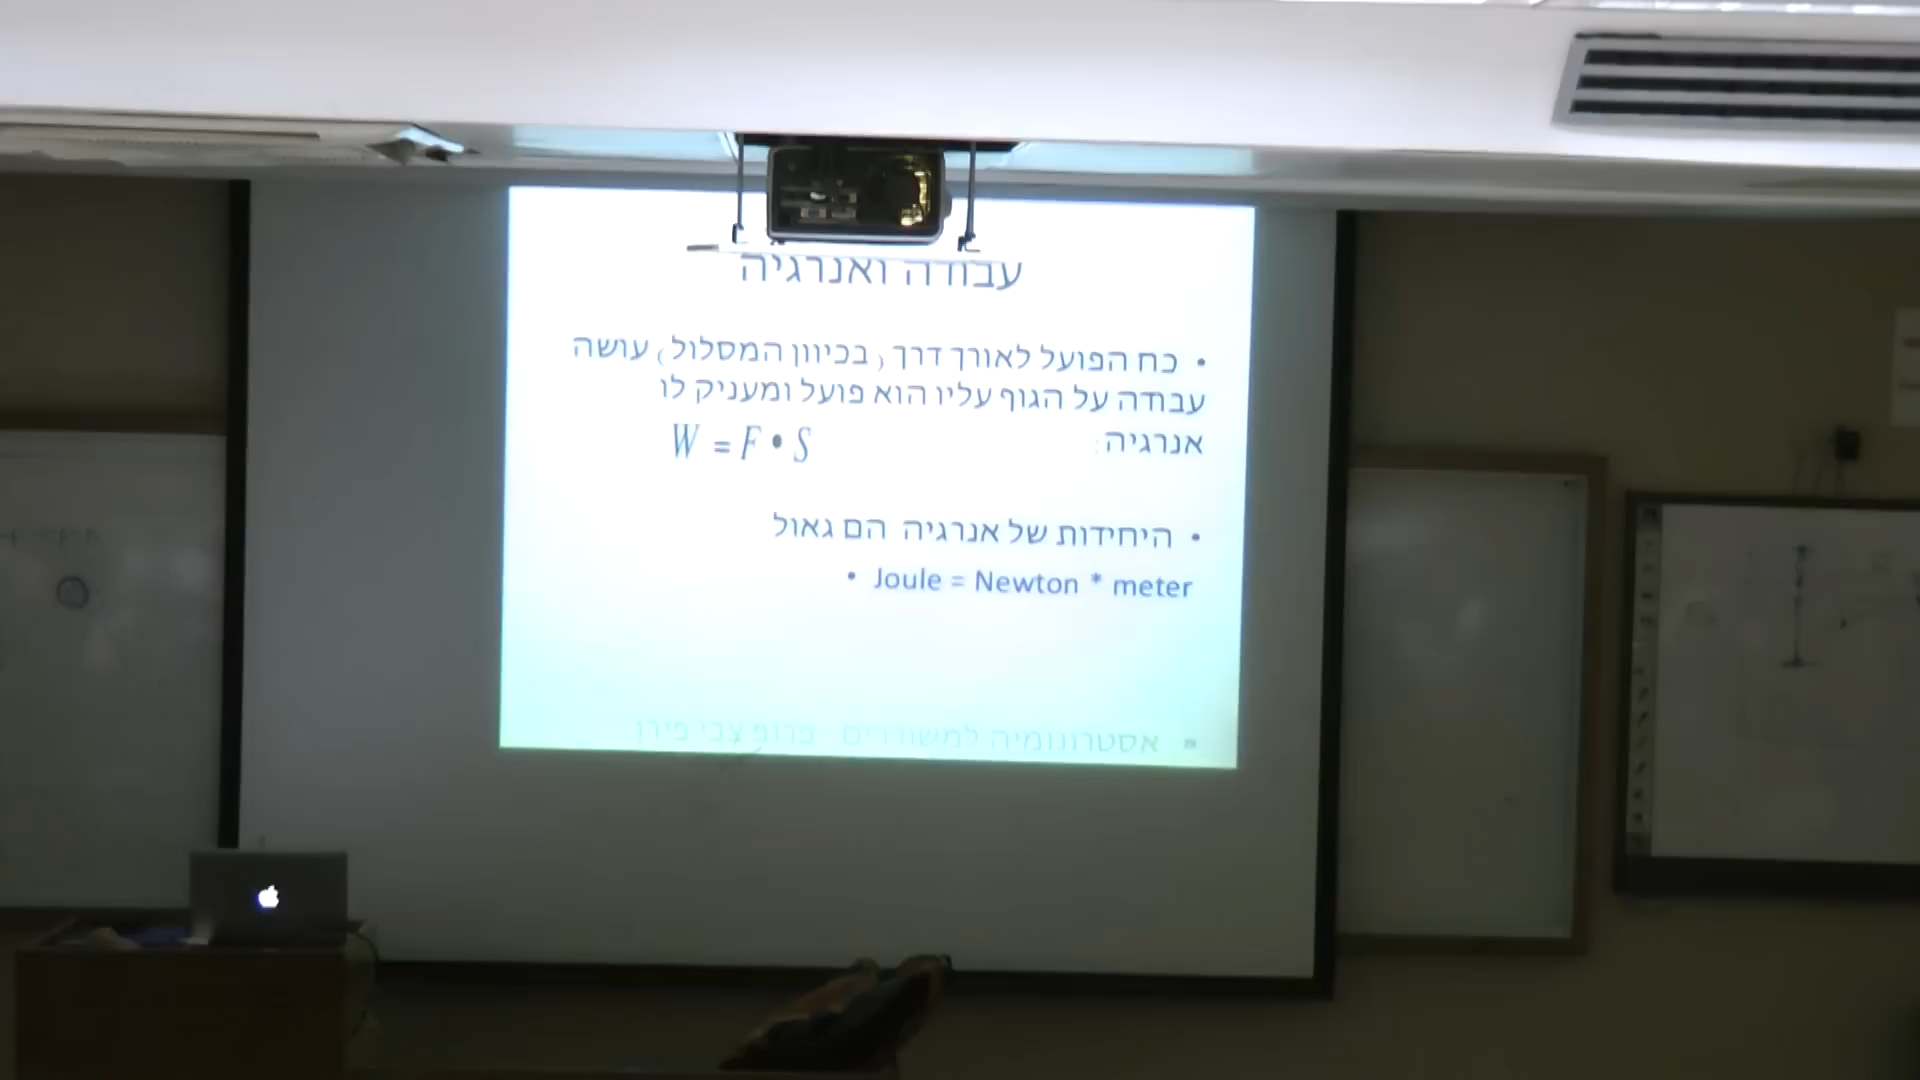 עבודה ואנרגיה
• כח הפועל לאורך דרך (בכיוון המסלול) עושה
עבודה על הגוף עליו הוא פועל ומעניק לו
אנרגיה: W = F • S
• היחידות של אנרגיה הם גאול
• Joule = Newton * meter
• אסטרונומיה למשוררים פרופ צבי פירן